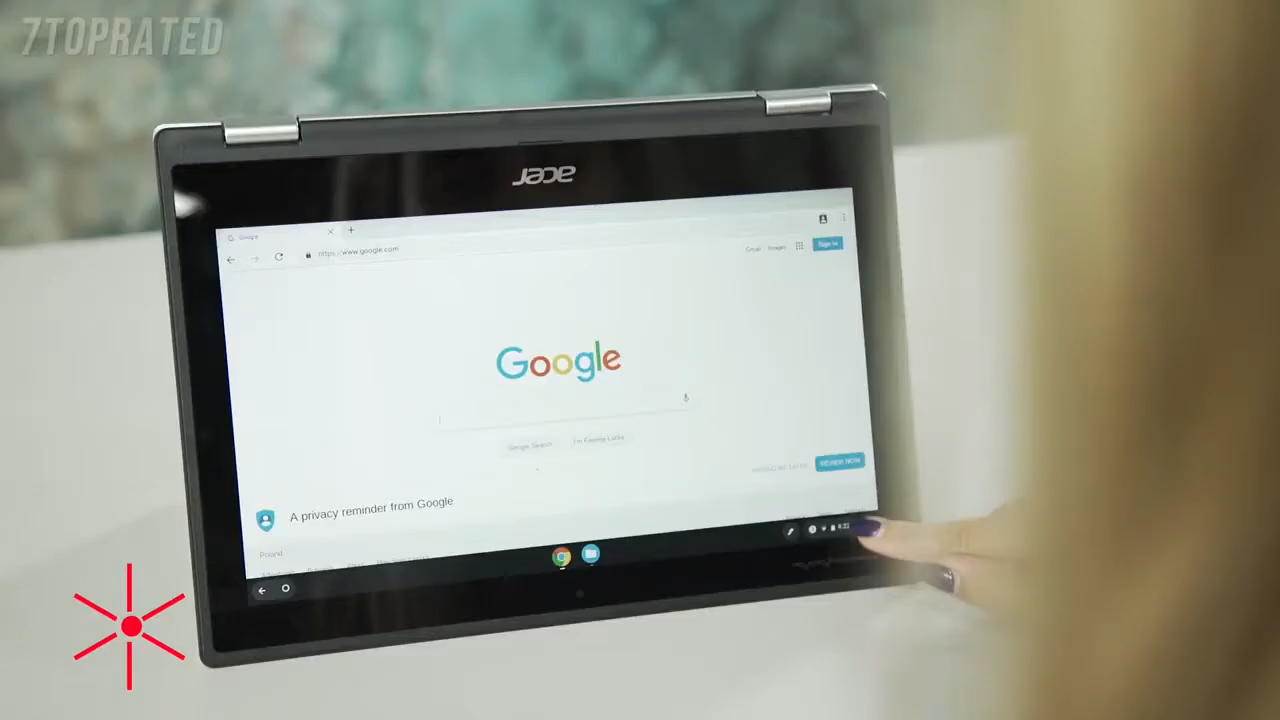 7TOPRATED
acer
Google
https://www.google.com
Gmail Images Sign in
Google
Google Search I'm Feeling Lucky
REVIEW NOW
A privacy reminder from Google
Poland